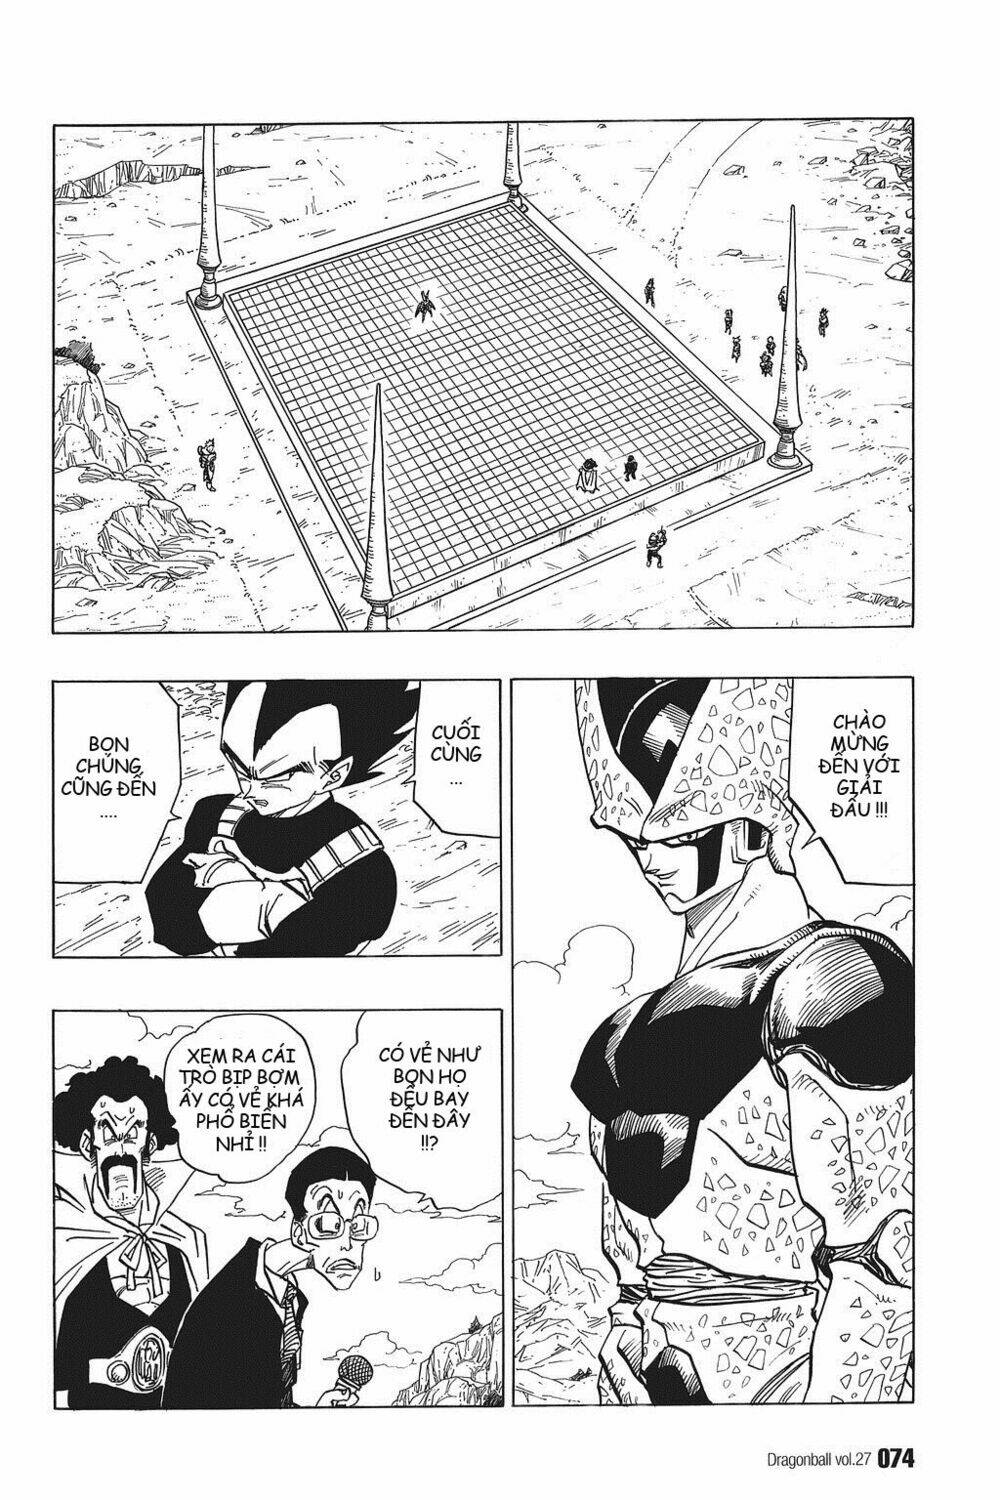 CHÀO
MỪNG
ĐẾN VỚI
GIẢI
ĐẤU !!!
CUỐI
CÙNG
...
BỌN
CHÚNG
CŨNG ĐẾN
....
CÓ VẺ NHƯ
BỌN HỌ
ĐỀU BAY
ĐẾN ĐÂY
!!?
XEM RA CÁI
TRÒ BỊP BỢM
ẤY CÓ VẺ KHÁ
PHỔ BIẾN
NHỈ !!
Dragonball vol.27 074